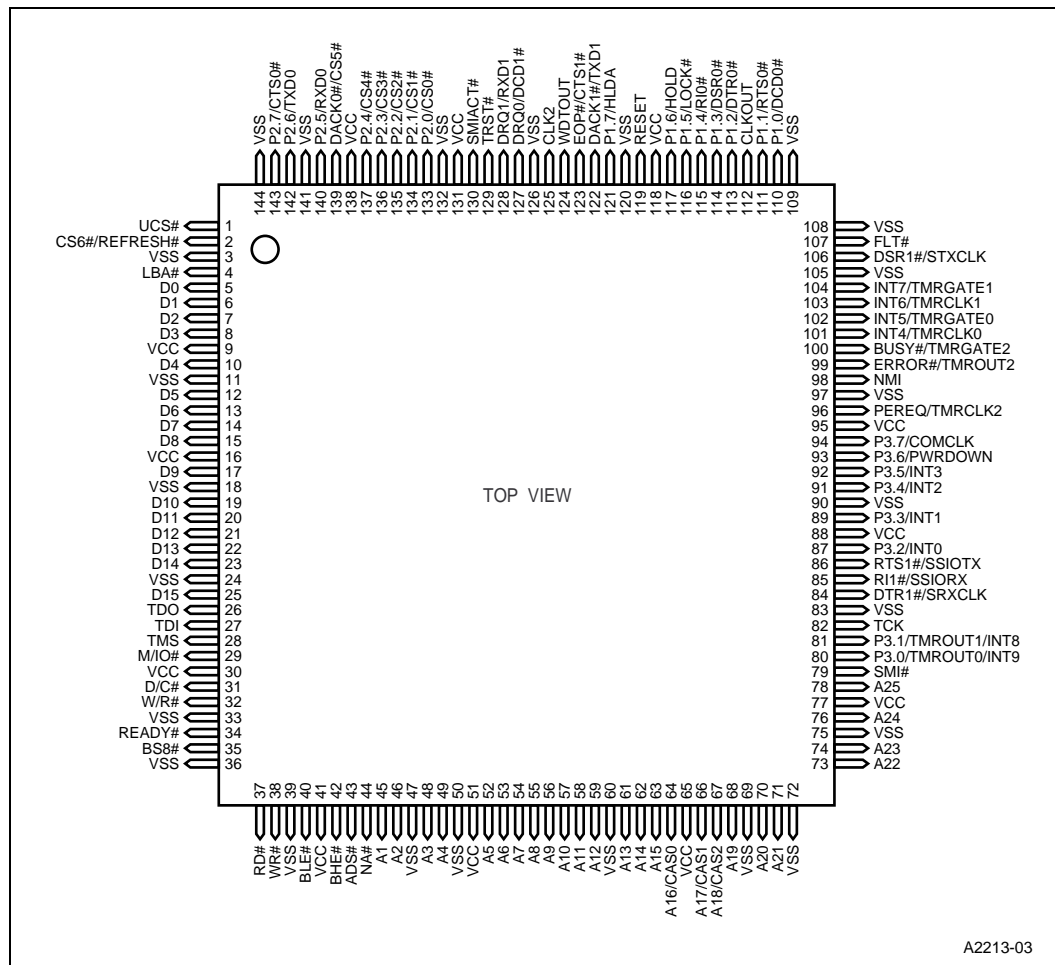 VSS
P2.7/CTS0#
P2.6/TXD0
VSS
P2.5/RXD0
DACK0#/CS5#
VCC
P2.4/CS4#
P2.3/CS3#
P2.2/CS2#
P2.1/CS1#
P2.0/CS0#
VSS
VCC
SMIACT#
TRST#
DRQ1/RXD1
DRQ0/DCD1#
VSS
CLK2
WDTOUT
EOP#/CTS1#
DACK1#/TXD1
P1.7/HLDA
VSS
RESET
VCC
P1.6/HOLD
P1.5/LOCK#
P1.4/RI0#
P1.3/DSR0#
P1.2/DTR0#
CLKOUT
P1.1/RTS0#
P1.0/DCD0#
VSS
144
143
142
141
140
139
138
137
136
135
134
133
132
131
130
129
128
127
126
125
124
123
122
121
120
119
118
117
116
115
114
113
112
111
110
109
UCS# 1
CS6#/REFRESH# 2
VSS 3
LBA# 4
D0 5
D1 6
D2 7
D3 8
VCC 9
D4 10
VSS 11
D5 12
D6 13
D7 14
D8 15
VCC 16
D9 17
VSS 18
D10 19
D11 20
D12 21
D13 22
D14 23
VSS 24
D15 25
TDO 26
TDI 27
TMS 28
M/IO# 29
VCC 30
D/C# 31
W/R# 32
VSS 33
READY# 34
BS8# 35
VSS 36
TOP VIEW
108 VSS
107 FLT#
106 DSR1#/STXCLK
105 VSS
104 INT7/TMRGATE1
103 INT6/TMRCLK1
102 INT5/TMRGATE0
101 INT4/TMRCLK0
100 BUSY#/TMRGATE2
99 ERROR#/TMROUT2
98 NMI
97 VSS
96 PEREQ/TMRCLK2
95 VCC
94 P3.7/COMCLK
93 P3.6/PWRDOWN
92 P3.5/INT3
91 P3.4/INT2
90 VSS
89 P3.3/INT1
88 VCC
87 P3.2/INT0
86 RTS1#/SSIOTX
85 RI1#/SSIORX
84 DTR1#/SRXCLK
83 VSS
82 TCK
81 P3.1/TMROUT1/INT8
80 P3.0/TMROUT0/INT9
79 SMI#
78 A25
77 VCC
76 A24
75 VSS
74 A23
73 A22
37
38
39
40
41
42
43
44
45
46
47
48
49
50
51
52
53
54
55
56
57
58
59
60
61
62
63
64
65
66
67
68
69
70
71
72
RD#
WR#
VSS
BLE#
VCC
BHE#
ADS#
NA#
A1
A2
VSS
A3
A4
VSS
VCC
A5
A6
A7
A8
A9
A10
A11
A12
VSS
A13
A14
A15
A16/CAS0
VCC
A17/CAS1
A18/CAS2
A19
VSS
A20
A21
VSS
A2213-03